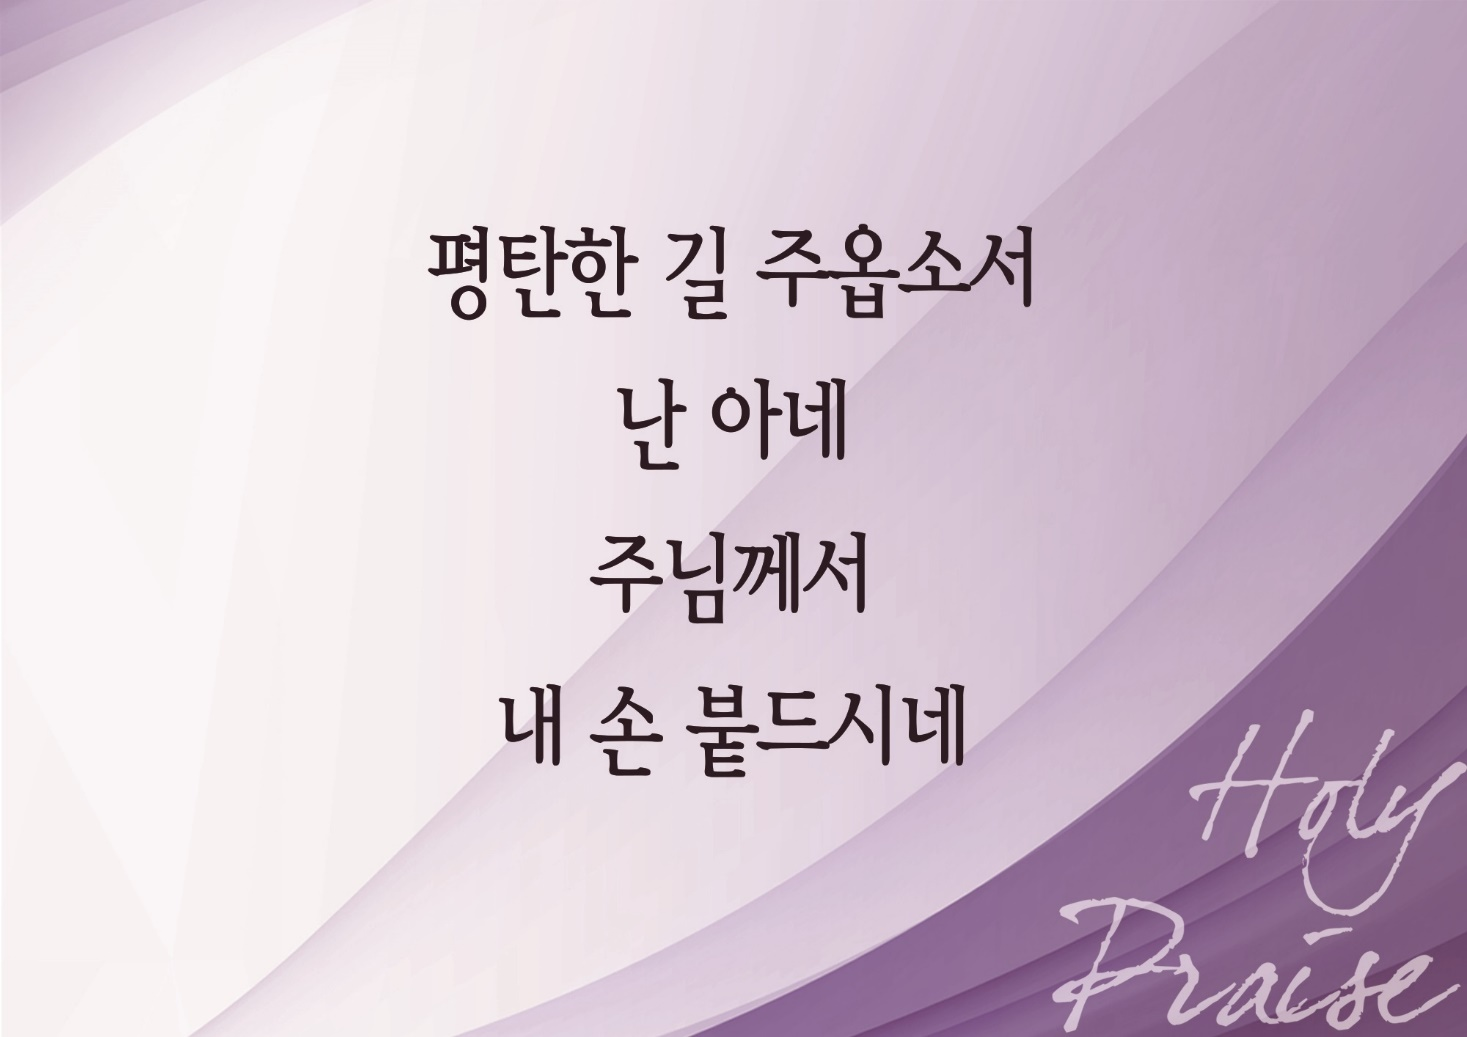 평탄한 길 주옵소서
난 아네
주님께서
내 손 붙드시네
Holy
Praise